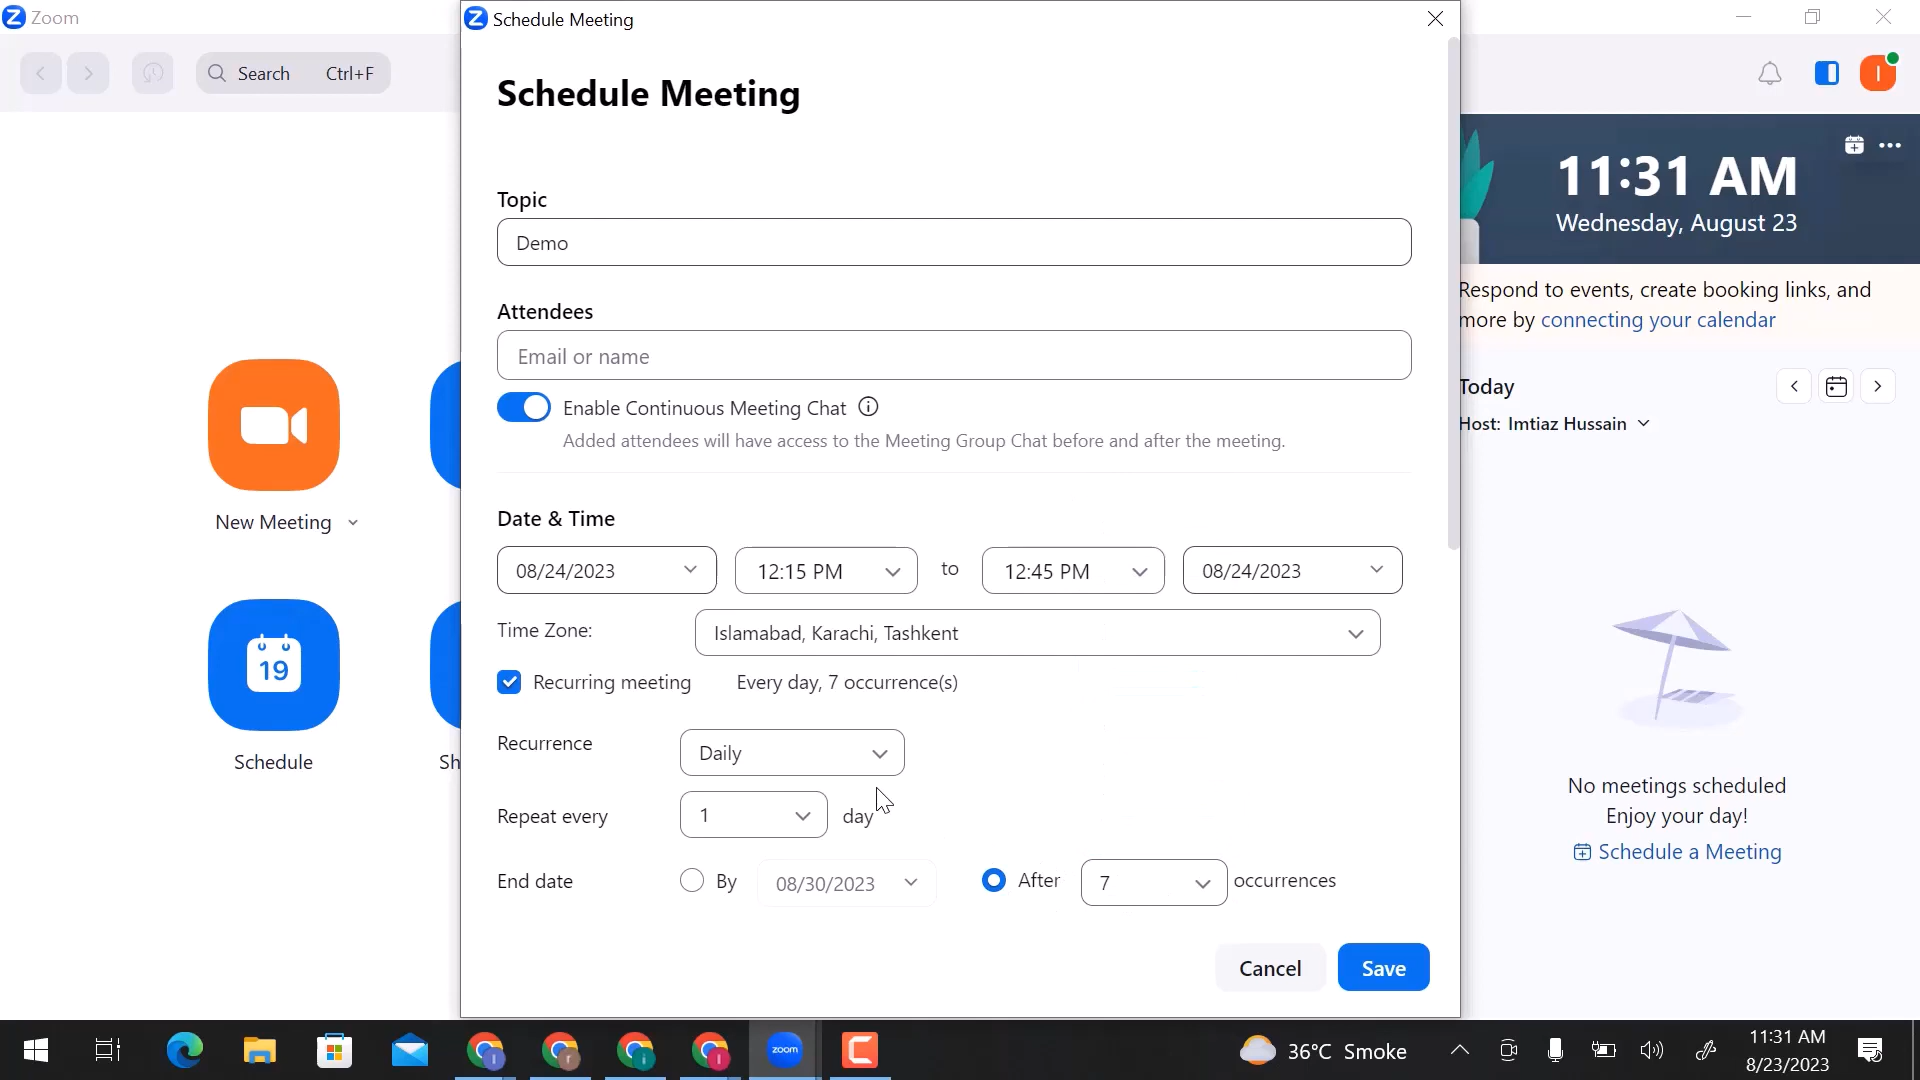 Zoom
Search Ctrl+F
Schedule Meeting
Schedule Meeting
Topic
Demo
Attendees
Email or name
Enable Continuous Meeting Chat
Added attendees will have access to the Meeting Group Chat before and after the meeting.
Date & Time
08/24/2023 12:15 PM to 12:45 PM 08/24/2023
Time Zone: Islamabad, Karachi, Tashkent
Recurring meeting Every day, 7 occurrence(s)
Recurrence Daily
Repeat every 1 day
End date By 08/30/2023 After 7 occurrences
Cancel Save
New Meeting
19
Schedule
Sh
I
11:31 AM
Wednesday, August 23
Respond to events, create booking links, and
more by connecting your calendar
Today
Host: Imtiaz Hussain
No meetings scheduled
Enjoy your day!
Schedule a Meeting
zoom
36°C Smoke
11:31 AM
8/23/2023